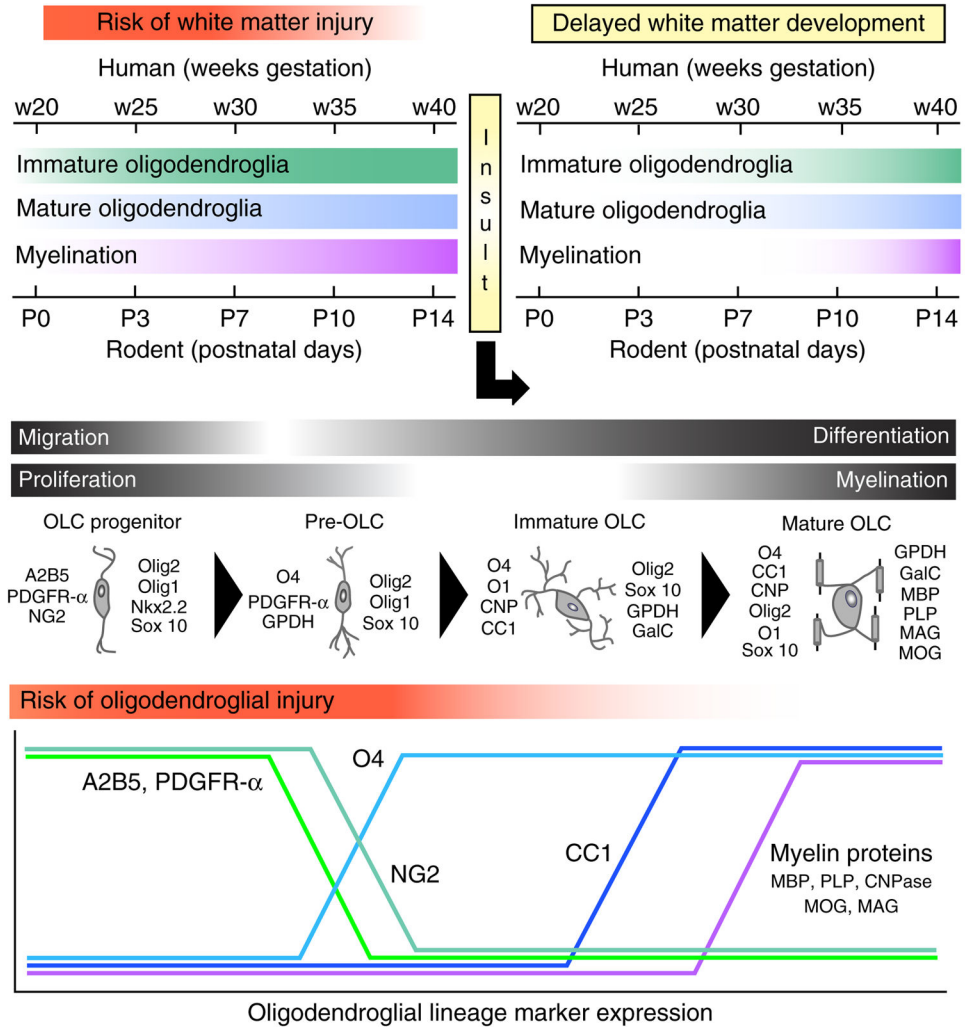 Risk of white matter injury
Human (weeks gestation)
w20 w25 w30 w35 w40
Immature oligodendroglia
Mature oligodendroglia
Myelination
P0 P3 P7 P10 P14
Rodent (postnatal days)
Insult
Delayed white matter development
Human (weeks gestation)
w20 w25 w30 w35 w40
Immature oligodendroglia
Mature oligodendroglia
Myelination
P0 P3 P7 P10 P14
Rodent (postnatal days)
Migration Differentiation
Proliferation Myelination
OLC progenitor
A2B5
PDGFR-α
NG2
Olig2
Olig1
Nkx2.2
Sox 10
Pre-OLC
O4
PDGFR-α
GPDH
Olig2
Olig1
Sox 10
Immature OLC
O4
O1
CNP
CC1
Olig2
Sox 10
GPDH
GalC
Mature OLC
O4
CC1
CNP
Olig2
O1
Sox 10
GPDH
GalC
MBP
PLP
MAG
MOG
Risk of oligodendroglial injury
A2B5, PDGFR-α
O4
NG2
CC1
Myelin proteins
MBP, PLP, CNPase
MOG, MAG
Oligodendroglial lineage marker expression